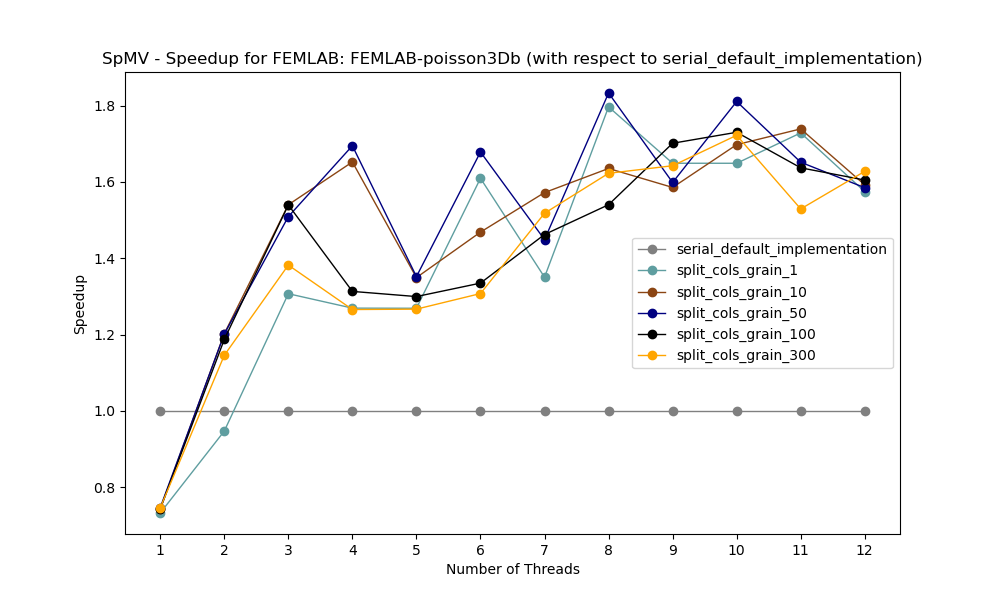 SpMV - Speedup for FEMLAB: FEMLAB-poisson3Db (with respect to serial_default_implementation)
1.8
1.6
1.4
1.2
1.0
0.8
Speedup
serial_default_implementation
split_cols_grain_1
split_cols_grain_10
split_cols_grain_50
split_cols_grain_100
split_cols_grain_300
1 2 3 4 5 6 7 8 9 10 11 12
Number of Threads